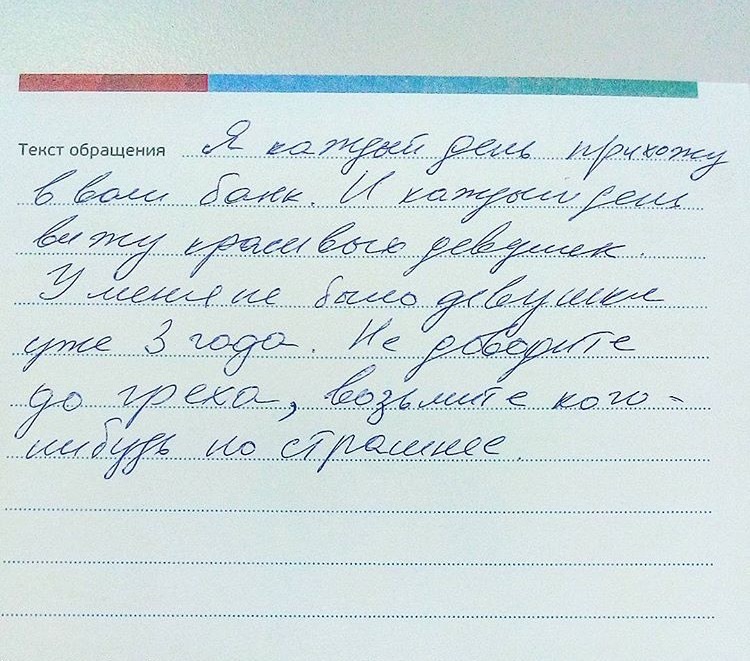 Текст обращения Я каждый день прихожу
в ваш банк. И каждый день
вижу красивых девушек.
У меня не было девушки
уже 3 года. Не доводите
до греха, возьмите кого-
нибудь по страшнее.